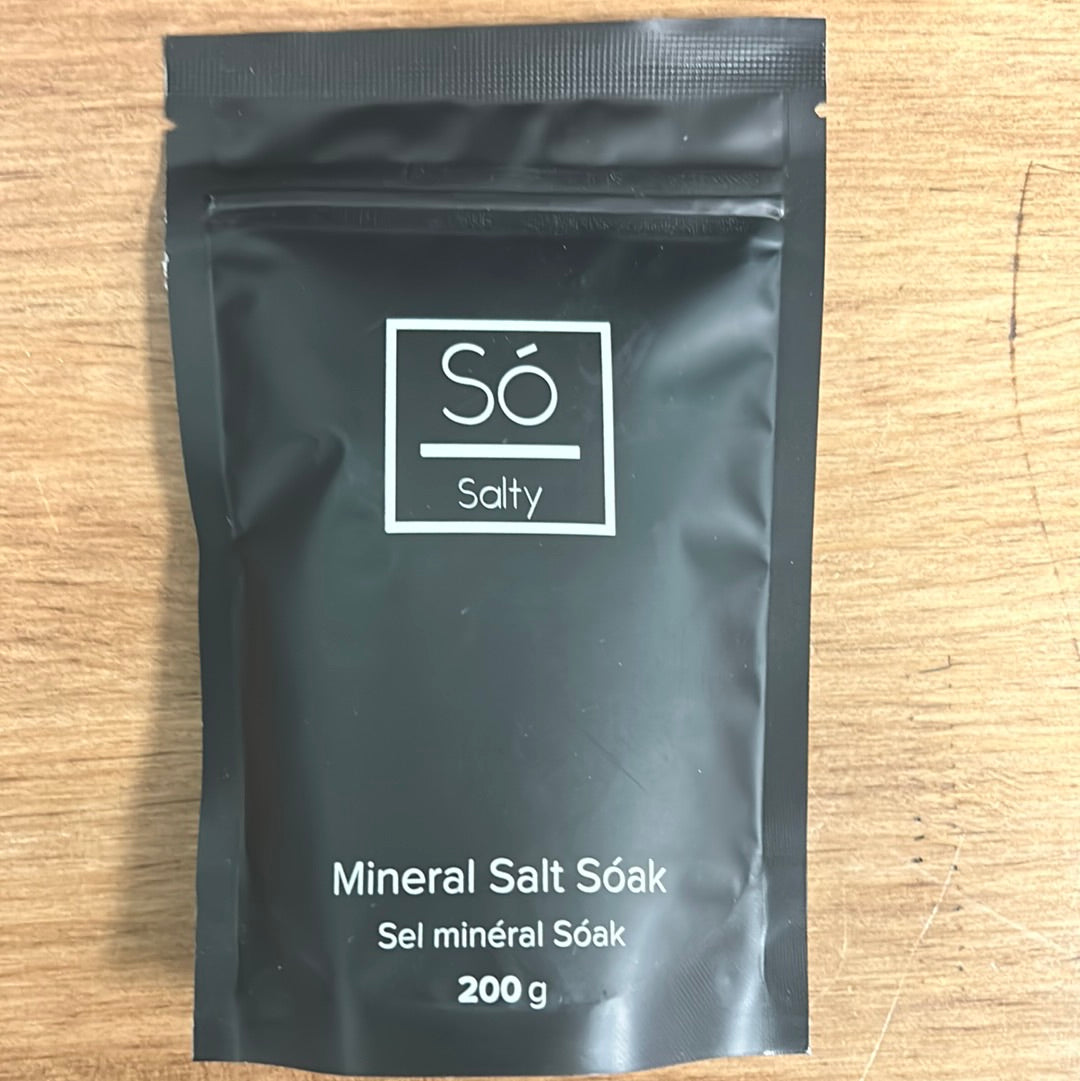 Só
Salty
Mineral Salt Sóak
Sel minéral Sóak
200 g